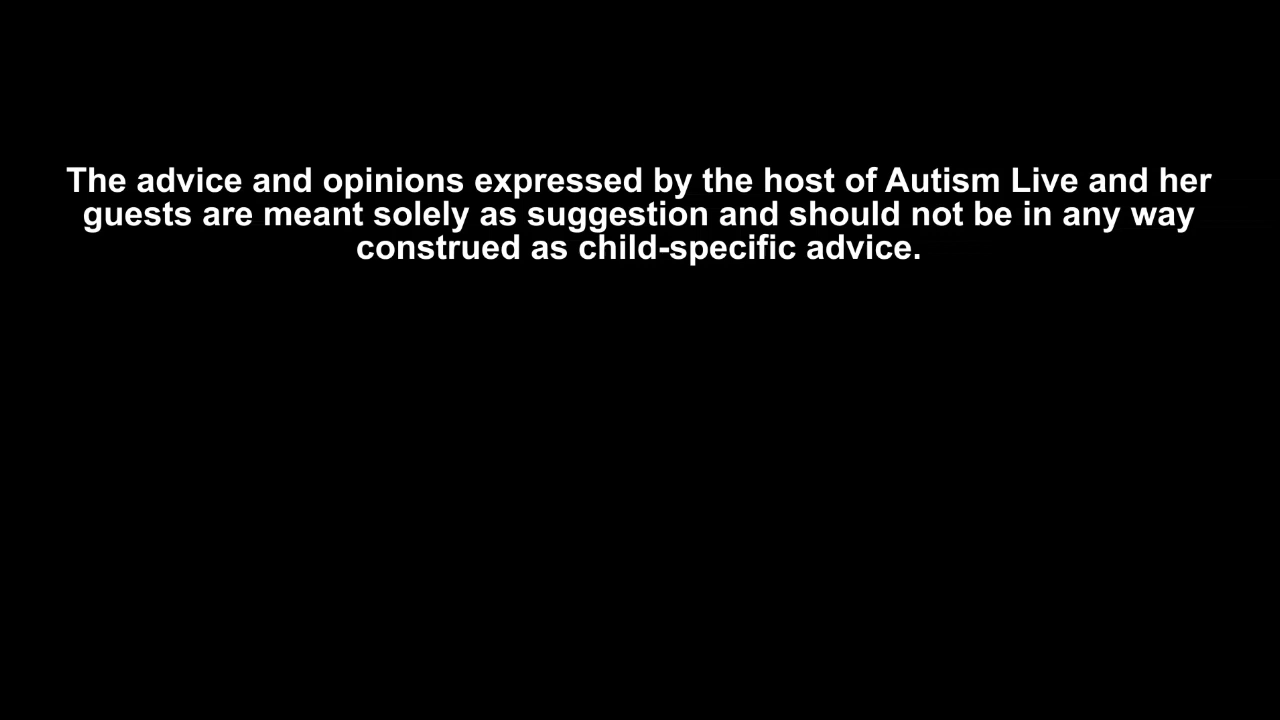 The advice and opinions expressed by the host of Autism Live and her
guests are meant solely as suggestion and should not be in any way
construed as child-specific advice.